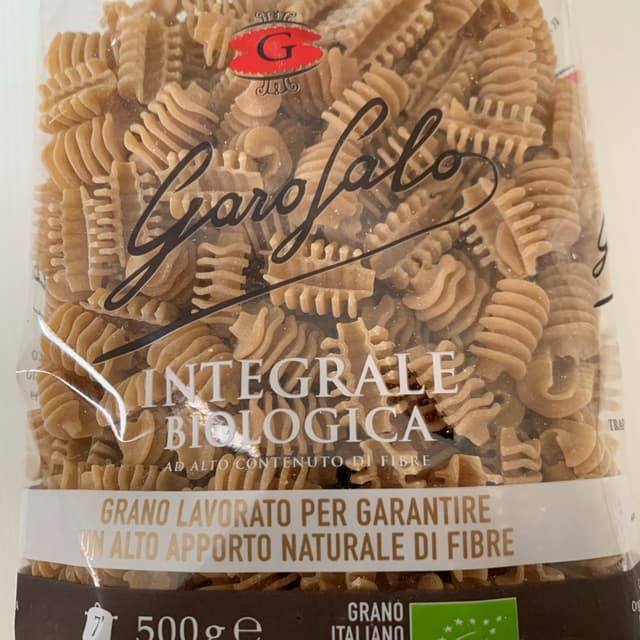 G
Garofalo
INTEGRALE
BIOLOGICA
AD ALTO CONTENUTO DI FIBRE
GRANO LAVORATO PER GARANTIRE
UN ALTO APPORTO NATURALE DI FIBRE
7'
500g e
GRANO
ITALIANO